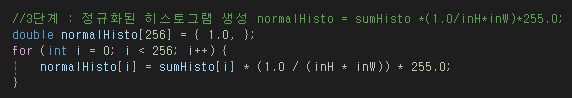 //3단계 : 정규화된 히스토그램 생성 normalHisto = sumHisto *(1.0/inH*inW)*255.0;
double normalHisto[256] = { 1.0, };
for (int i = 0; i < 256; i++) {
normalHisto[i] = sumHisto[i] * (1.0 / (inH * inW)) * 255.0;
}